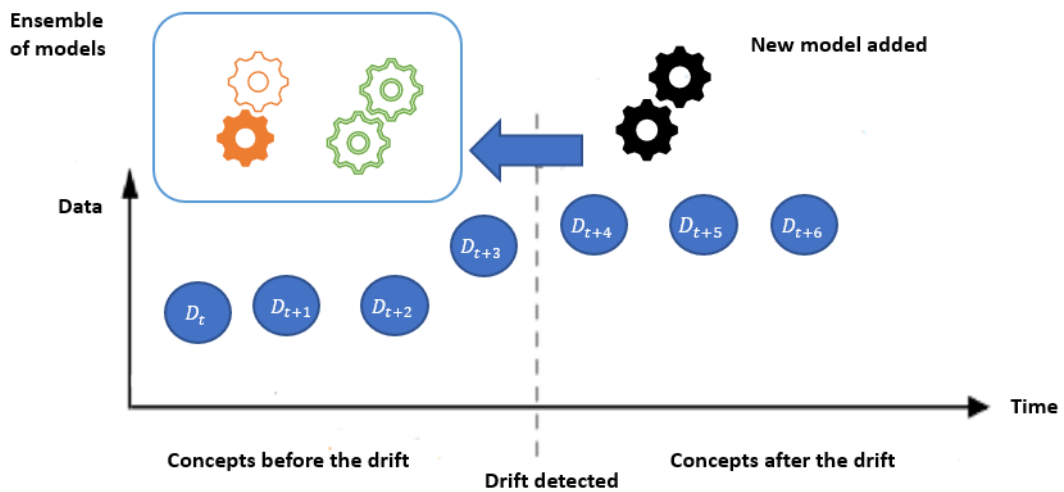 Ensemble
of models
New model added
Data
$D_{t+3}$
$D_{t+4}$
$D_{t+5}$
$D_{t+6}$
$D_t$
$D_{t+1}$
$D_{t+2}$
Time
Concepts before the drift
Drift detected
Concepts after the drift